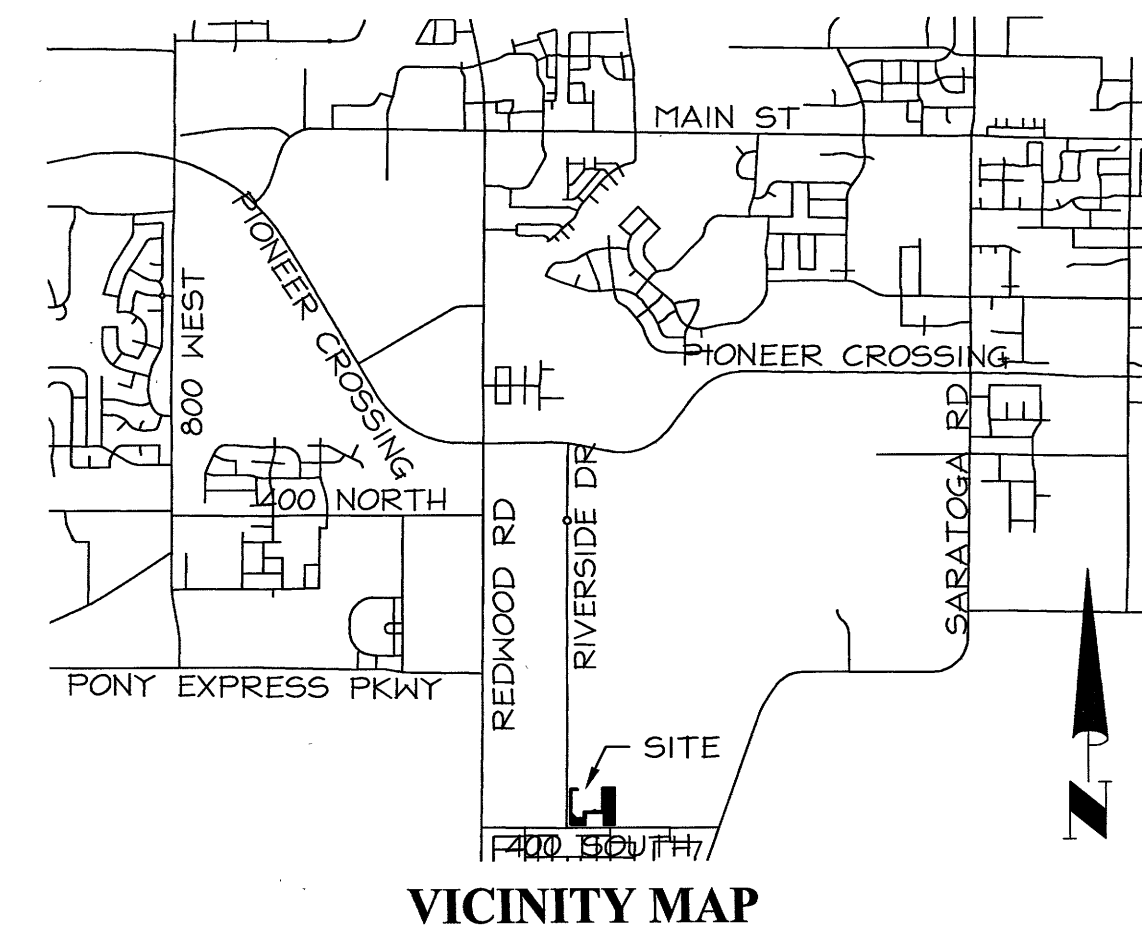 MAIN ST
PIONEER CROSSING
800 WEST
PIONEER CROSSING
400 NORTH
REDWOOD RD
RIVERSIDE DR
SARATOGA RD
PONY EXPRESS PKWY
SITE
400 SOUTH
N
VICINITY MAP